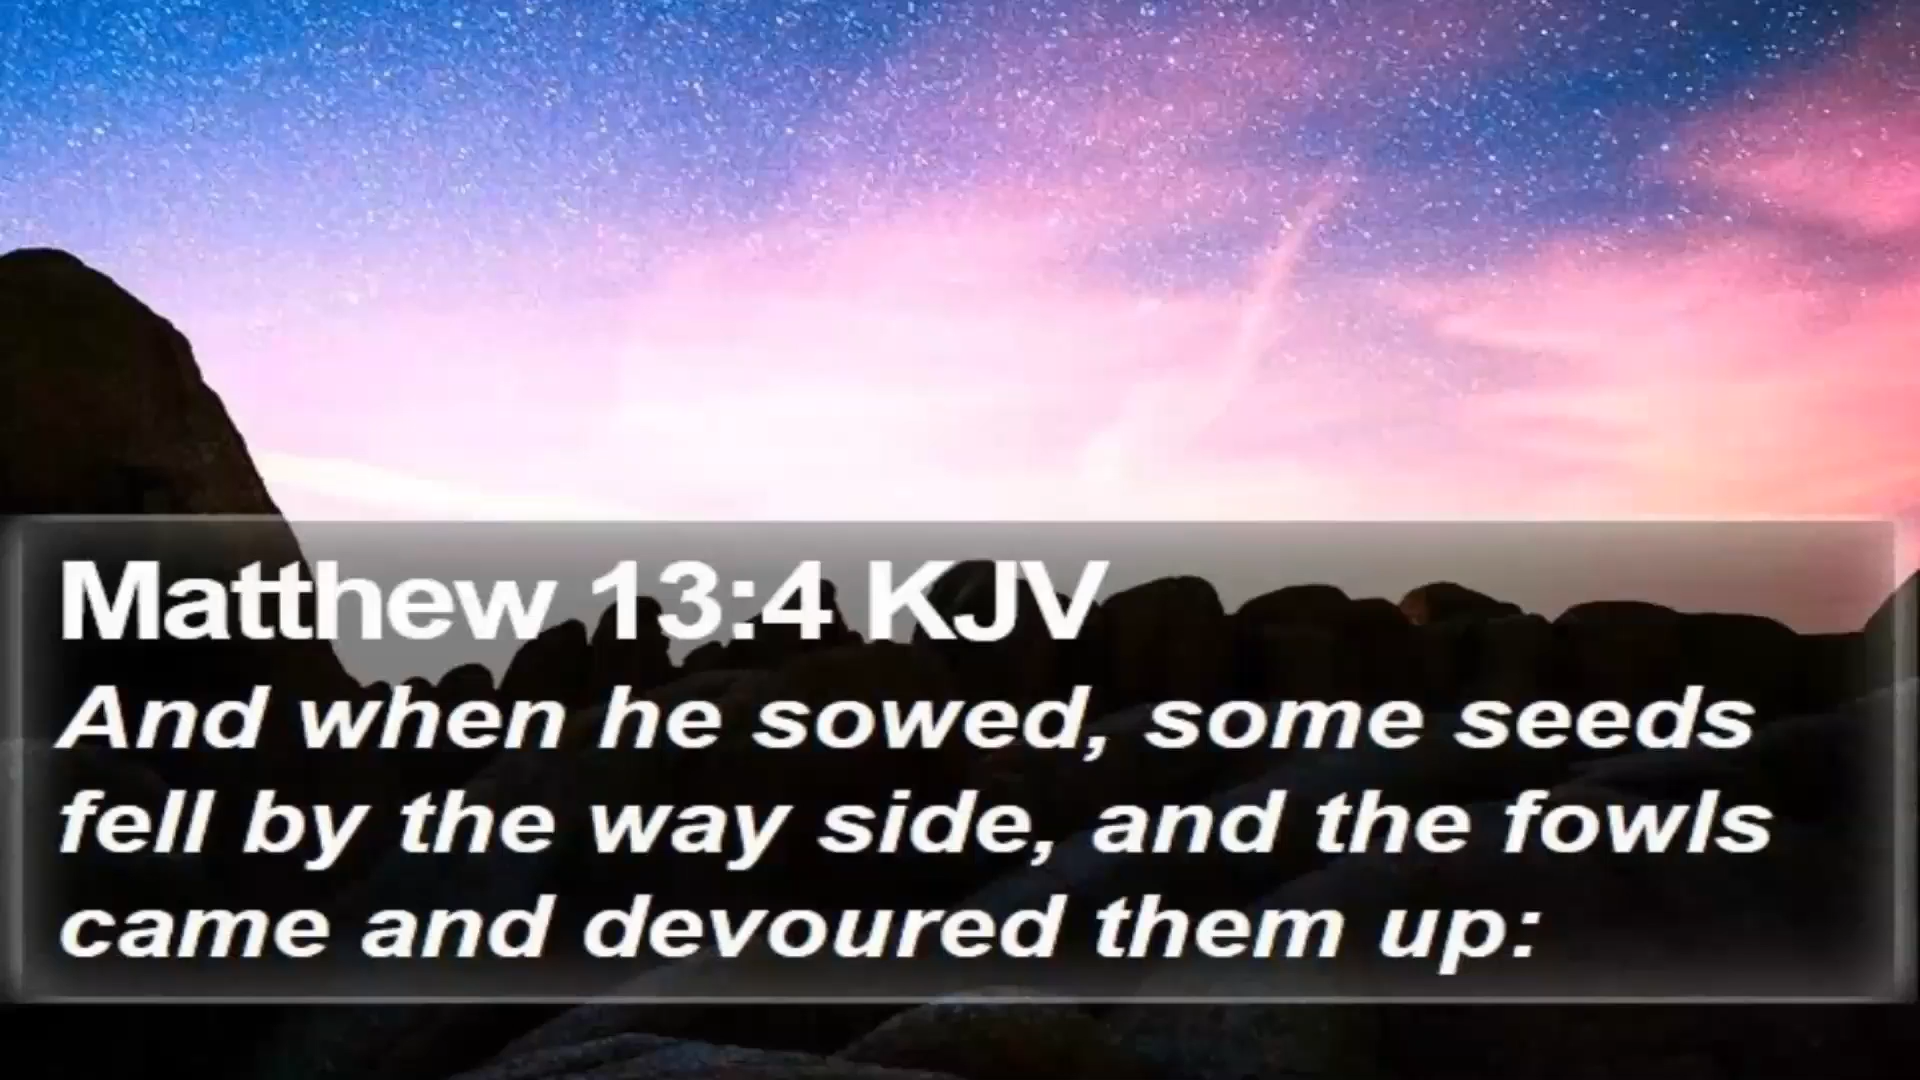 Matthew 13:4 KJV
And when he sowed, some seeds
fell by the way side, and the fowls
came and devoured them up: